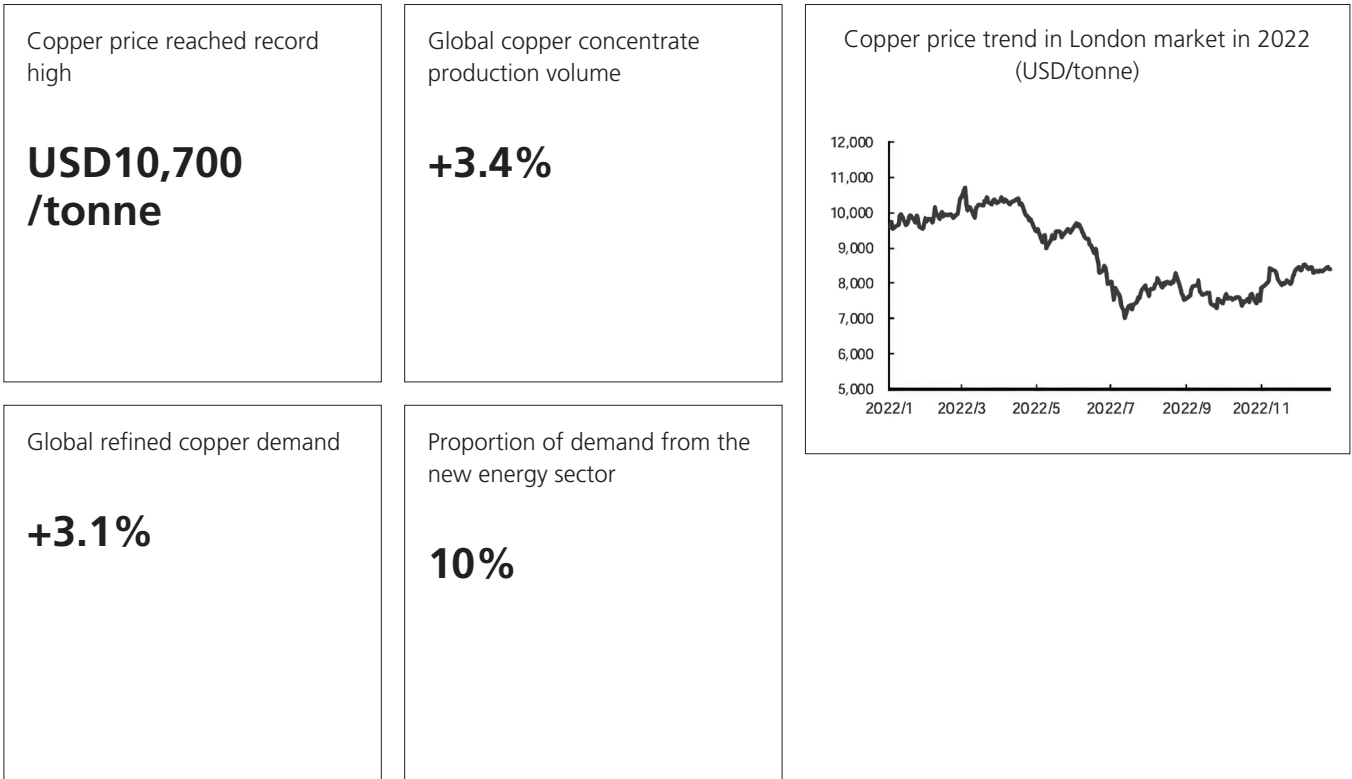 Copper price reached record
high
USD10,700
/tonne
Global copper concentrate
production volume
+3.4%
Copper price trend in London market in 2022
(USD/tonne)
12,000
11,000
10,000
9,000
8,000
7,000
6,000
5,000
2022/1 2022/3 2022/5 2022/7 2022/9 2022/11
Global refined copper demand
+3.1%
Proportion of demand from the
new energy sector
10%